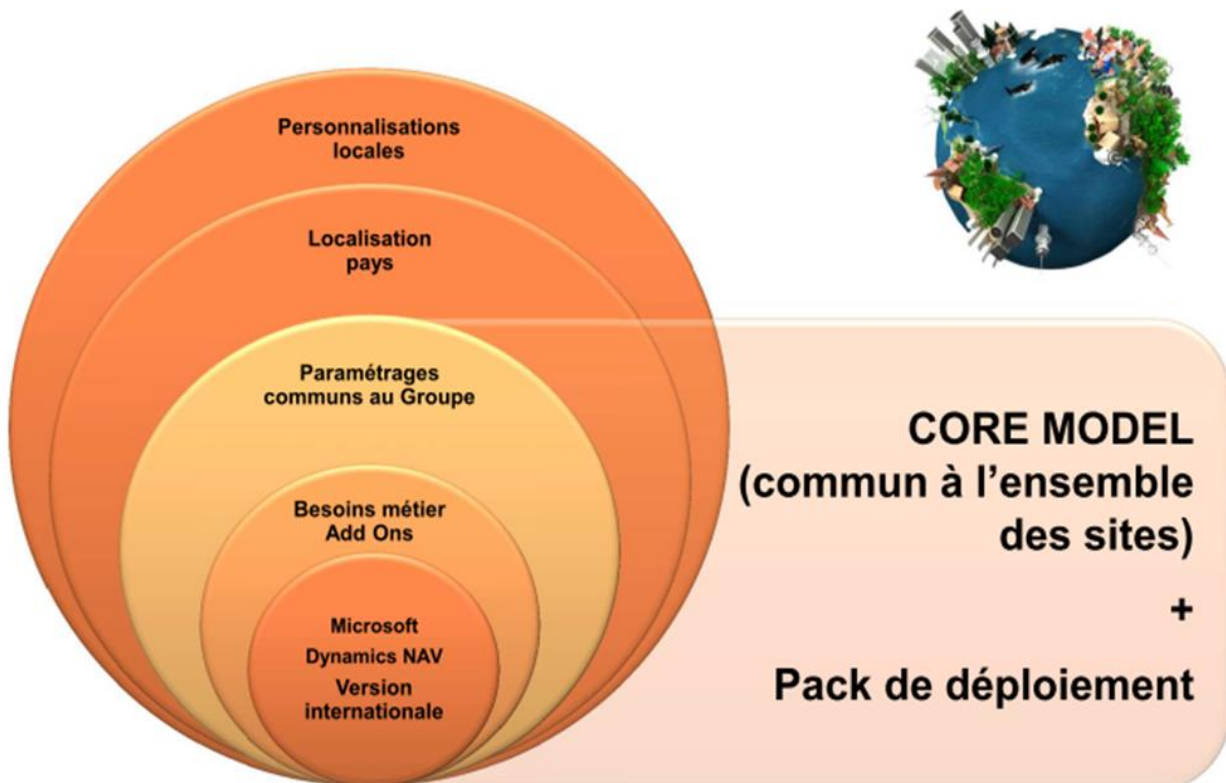 Personnalisations
locales
Localisation
pays
Paramétrages
communs au Groupe
Besoins métier
Add Ons
Microsoft
Dynamics NAV
Version
internationale
CORE MODEL
(commun à l’ensemble
des sites)
+
Pack de déploiement